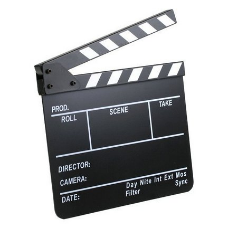 PROD.
ROLL SCENE TAKE
DIRECTOR:
CAMERA:
DATE: Day Nite Int Ext Mos
Filter Sync